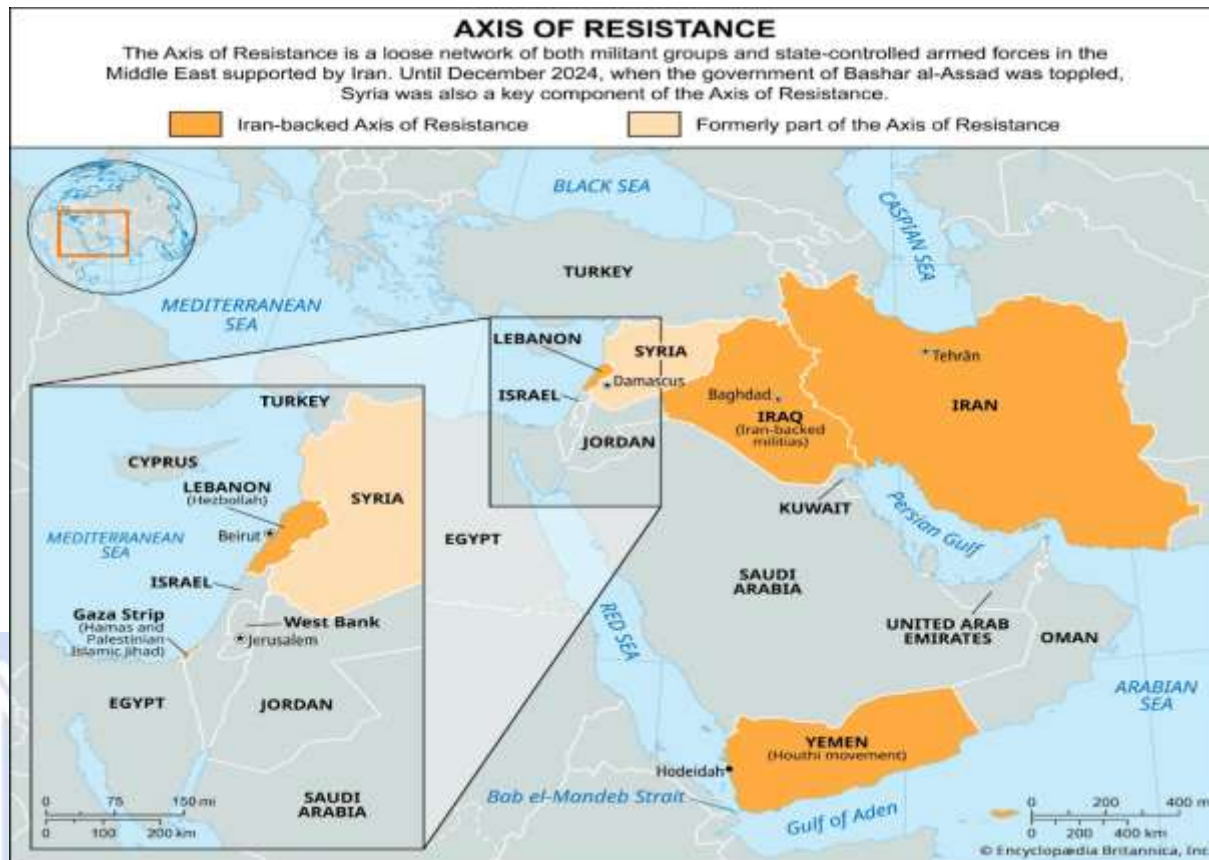 AXIS OF RESISTANCE
The Axis of Resistance is a loose network of both militant groups and state-controlled armed forces in the
Middle East supported by Iran. Until December 2024, when the government of Bashar al-Assad was toppled,
Syria was also a key component of the Axis of Resistance.
Iran-backed Axis of Resistance
Formerly part of the Axis of Resistance
BLACK SEA
CASPIAN SEA
TURKEY
MEDITERRANEAN
SEA
LEBANON
SYRIA
Damascus
ISRAEL
JORDAN
Baghdad
IRAQ
(Iran-backed
militias)
Tehrān
IRAN
KUWAIT
Persian Gulf
EGYPT
SAUDI
ARABIA
RED SEA
UNITED ARAB
EMIRATES
OMAN
ARABIAN
SEA
YEMEN
(Houthi movement)
Hodeidah
Bab el-Mandeb Strait
Gulf of Aden
0 200 400 mi
0 200 400 km
© Encyclopædia Britannica, Inc.
TURKEY
CYPRUS
LEBANON
(Hezbollah)
SYRIA
Beirut
MEDITERRANEAN
SEA
ISRAEL
Gaza Strip
(Hamas and
Palestinian
Islamic Jihad)
West Bank
Jerusalem
EGYPT
JORDAN
SAUDI
ARABIA
0 75 150 mi
0 100 200 km